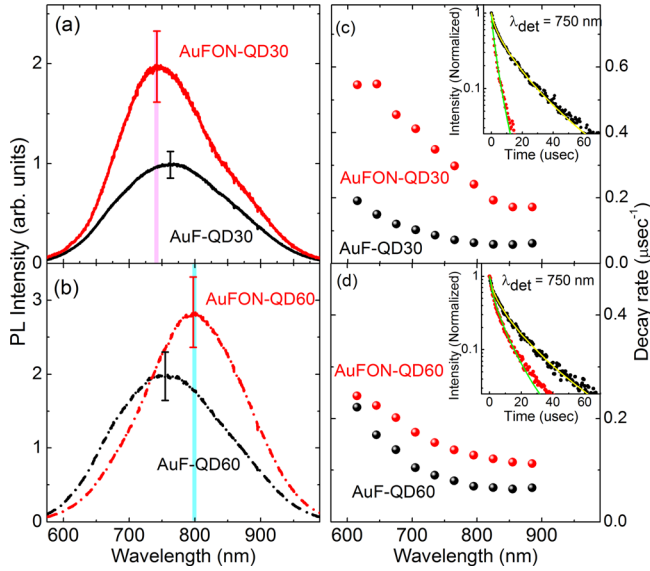 (a)
AuFON-QD30
AuF-QD30
2
1
0
PL Intensity (arb. units)
(b)
AuFON-QD60
AuF-QD60
3
2
1
0
600 700 800 900
Wavelength (nm)
(c)
AuFON-QD30
AuF-QD30
0.8
0.6
0.4
0.2
0.0
Decay rate (μsec⁻¹)
λdet = 750 nm
Intensity (Normalized)
1
0.1
0 20 40 60
Time (usec)
(d)
AuFON-QD60
AuF-QD60
0.4
0.2
0.0
λdet = 750 nm
Intensity (Normalized)
1
0.1
0 20 40 60
Time (usec)
600 700 800 900
Wavelength (nm)